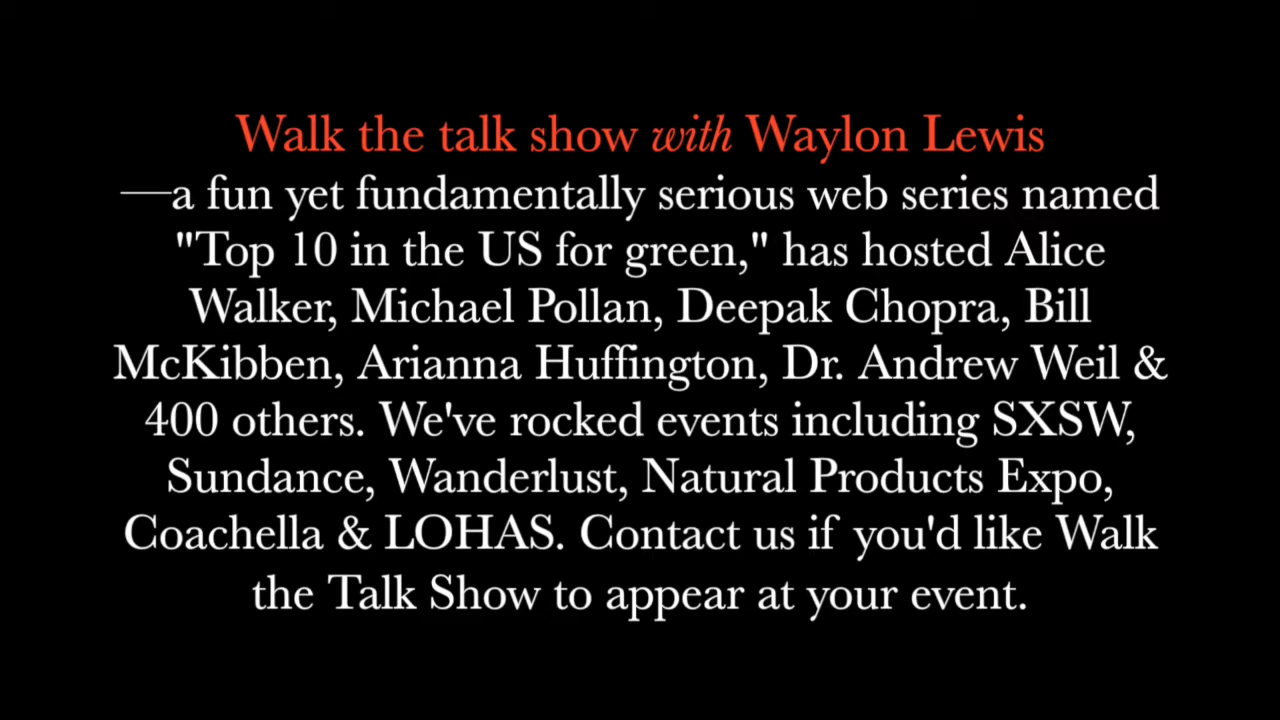 Walk the talk show with Waylon Lewis
—a fun yet fundamentally serious web series named
"Top 10 in the US for green," has hosted Alice
Walker, Michael Pollan, Deepak Chopra, Bill
McKibben, Arianna Huffington, Dr. Andrew Weil &
400 others. We've rocked events including SXSW,
Sundance, Wanderlust, Natural Products Expo,
Coachella & LOHAS. Contact us if you'd like Walk
the Talk Show to appear at your event.